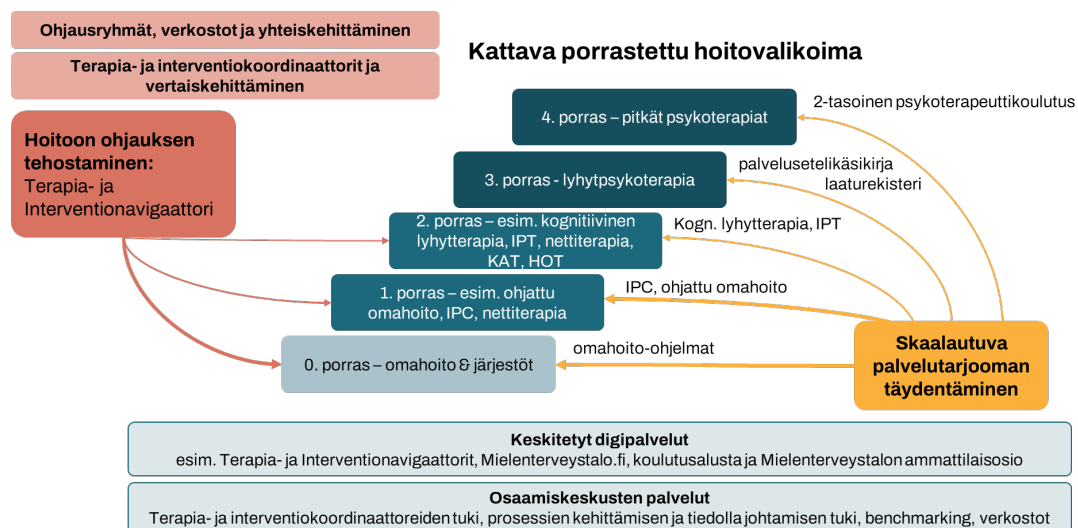 Ohjausryhmät, verkostot ja yhteiskehittäminen
Terapia- ja interventiokoordinaattorit ja
vertaiskehittäminen
Kattava porrastettu hoitovalikoima
Hoitoon ohjauksen
tehostaminen:
Terapia- ja
Interventionavigaattori
4. porras – pitkät psykoterapiat
2-tasoinen psykoterapeuttikoulutus
3. porras - lyhytpsykoterapia
palvelusetelikäsikirja
laaturekisteri
2. porras – esim. kognitiivinen
lyhytterapia, IPT, nettiterapia,
KAT, HOT
Kogn. lyhytterapia, IPT
1. porras – esim. ohjattu
omahoito, IPC, nettiterapia
IPC, ohjattu omahoito
0. porras – omahoito & järjestöt
omahoito-ohjelmat
Skaalautuva
palvelutarjooman
täydentäminen
Keskitetyt digipalvelut
esim. Terapia- ja Interventionavigaattorit, Mielenterveystalo.fi, koulutusalusta ja Mielenterveystalon ammattilaisosio
Osaamiskeskusten palvelut
Terapia- ja interventiokoordinaattoreiden tuki, prosessien kehittämisen ja tiedolla johtamisen tuki, benchmarking, verkostot